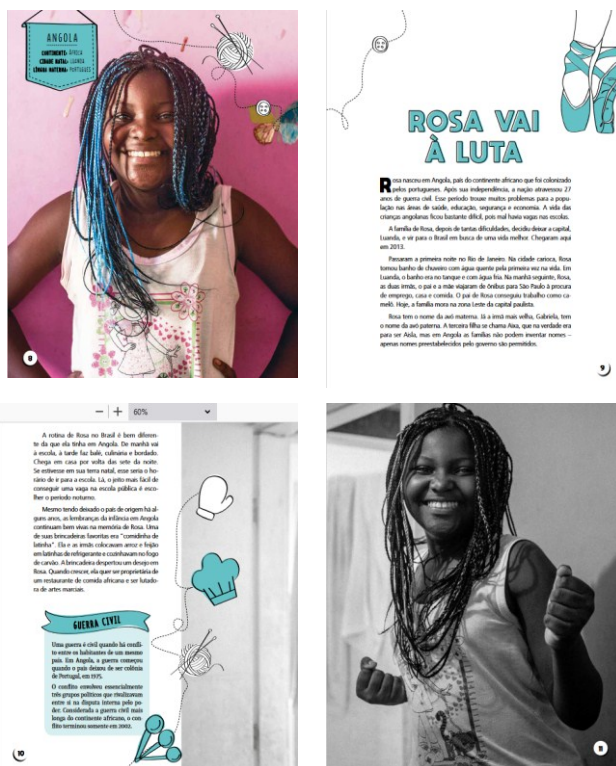 ANGOLA
CONTINENTE: ÁFRICA
CIDADE NATAL: LUANDA
LÍNGUA MATERNA: PORTUGUÊS
8
ROSA VAI
À LUTA
Rosa nasceu em Angola, país do continente africano que foi colonizado
pelos portugueses. Após sua independência, a nação atravessou 27
anos de guerra civil. Esse período trouxe muitos problemas para a popu-
lação nas áreas de saúde, educação, segurança e economia. A vida das
crianças angolanas ficou bastante difícil, pois mal havia vagas nas escolas.
A família de Rosa, depois de tantas dificuldades, decidiu deixar a capital,
Luanda, e vir para o Brasil em busca de uma vida melhor. Chegaram aqui
em 2013.
Passaram a primeira noite no Rio de Janeiro. Na cidade carioca, Rosa
tomou banho de chuveiro com água quente pela primeira vez na vida. Em
Luanda, o banho era no tanque e com água fria. Na manhã seguinte, Rosa,
as duas irmãs, o pai e a mãe viajaram de ônibus para São Paulo à procura
de emprego, casa e comida. O pai de Rosa conseguiu trabalho como ca-
melô. Hoje, a família mora na zona Leste da capital paulista.
Rosa tem o nome da avó materna. Já a irmã mais velha, Gabriela, tem
o nome da avó paterna. A terceira filha se chama Aixa, que na verdade era
para ser Aisla, mas em Angola as famílias não podem inventar nomes –
apenas nomes preestabelecidos pelo governo são permitidos.
9
60%
A rotina de Rosa no Brasil é bem diferen-
te da que ela tinha em Angola. De manhã vai
à escola, à tarde faz balé, culinária e bordado.
Chega em casa por volta das sete da noite.
Se estivesse em sua terra natal, esse seria o ho-
rário de ir para a escola. Lá, o jeito mais fácil de
conseguir uma vaga na escola pública é esco-
lher o período noturno.
Mesmo tendo deixado o país de origem há al-
guns anos, as lembranças da infância em Angola
continuam bem vivas na memória de Rosa. Uma
de suas brincadeiras favoritas era "comidinha de
latinha". Ela e as irmãs colocavam arroz e feijão
em latinhas de refrigerante e cozinhavam no fogo
de carvão. A brincadeira despertou um desejo em
Rosa. Quando crescer, ela quer ser proprietária de
um restaurante de comida africana e ser lutado-
ra de artes marciais.
GUERRA CIVIL
Uma guerra é civil quando há confli-
to entre os habitantes de um mesmo
país. Em Angola, a guerra começou
quando o país deixou de ser colônia
de Portugal, em 1975.
O conflito envolveu essencialmente
três grupos políticos que rivalizavam
entre si na disputa interna pelo po-
der. Considerada a guerra civil mais
longa do continente africano, o con-
flito terminou somente em 2002.
10
11